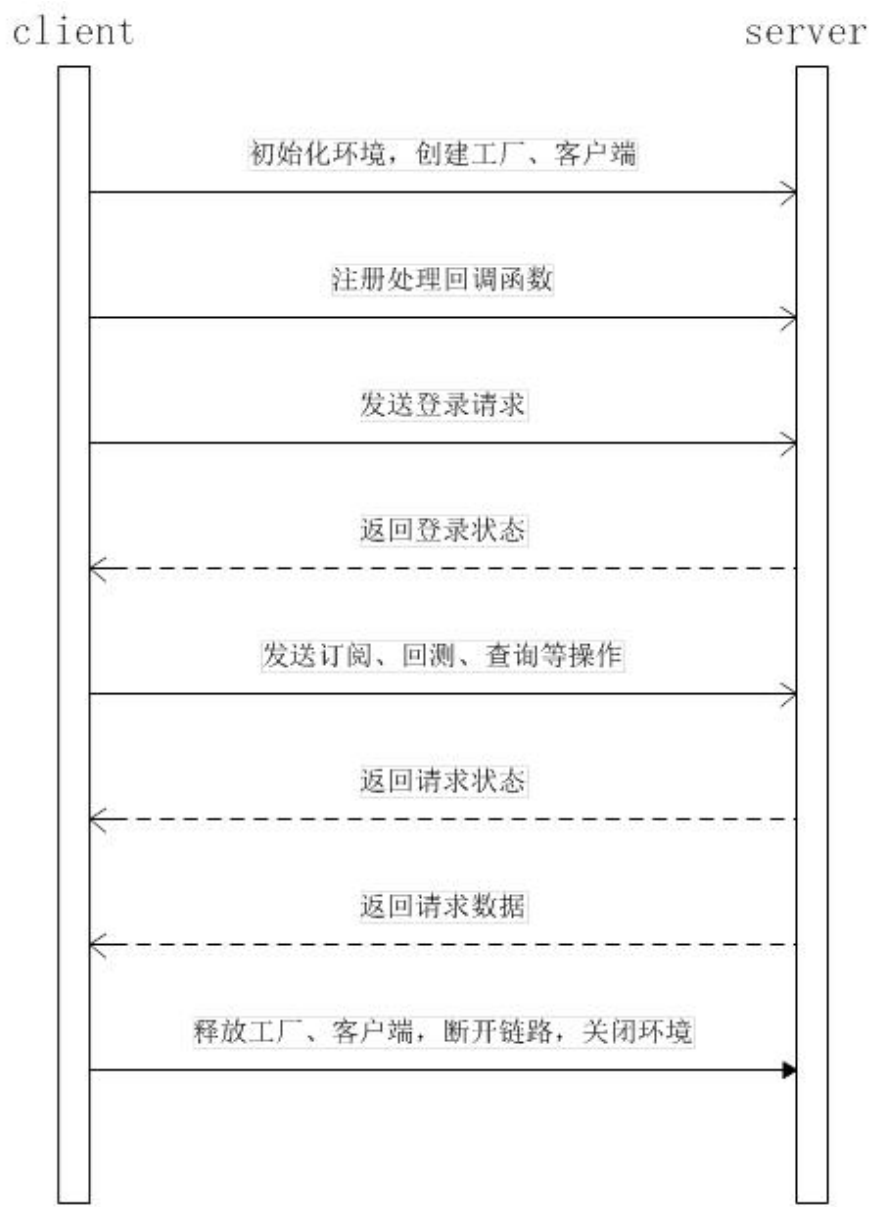 client
server
初始化环境，创建工厂、客户端
注册处理回调函数
发送登录请求
返回登录状态
发送订阅、回测、查询等操作
返回请求状态
返回请求数据
释放工厂、客户端，断开链路，关闭环境